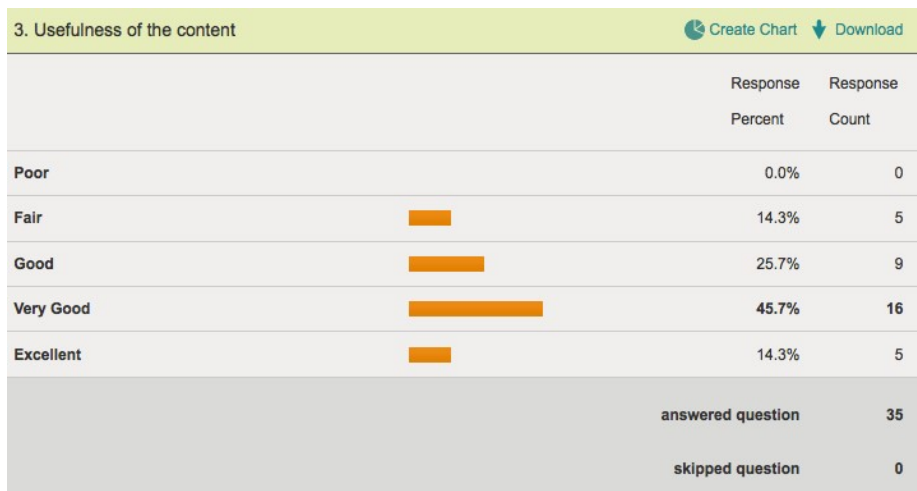 3. Usefulness of the content Create Chart Download
Response Response
Percent Count
Poor 0.0% 0
Fair 14.3% 5
Good 25.7% 9
Very Good 45.7% 16
Excellent 14.3% 5
answered question 35
skipped question 0